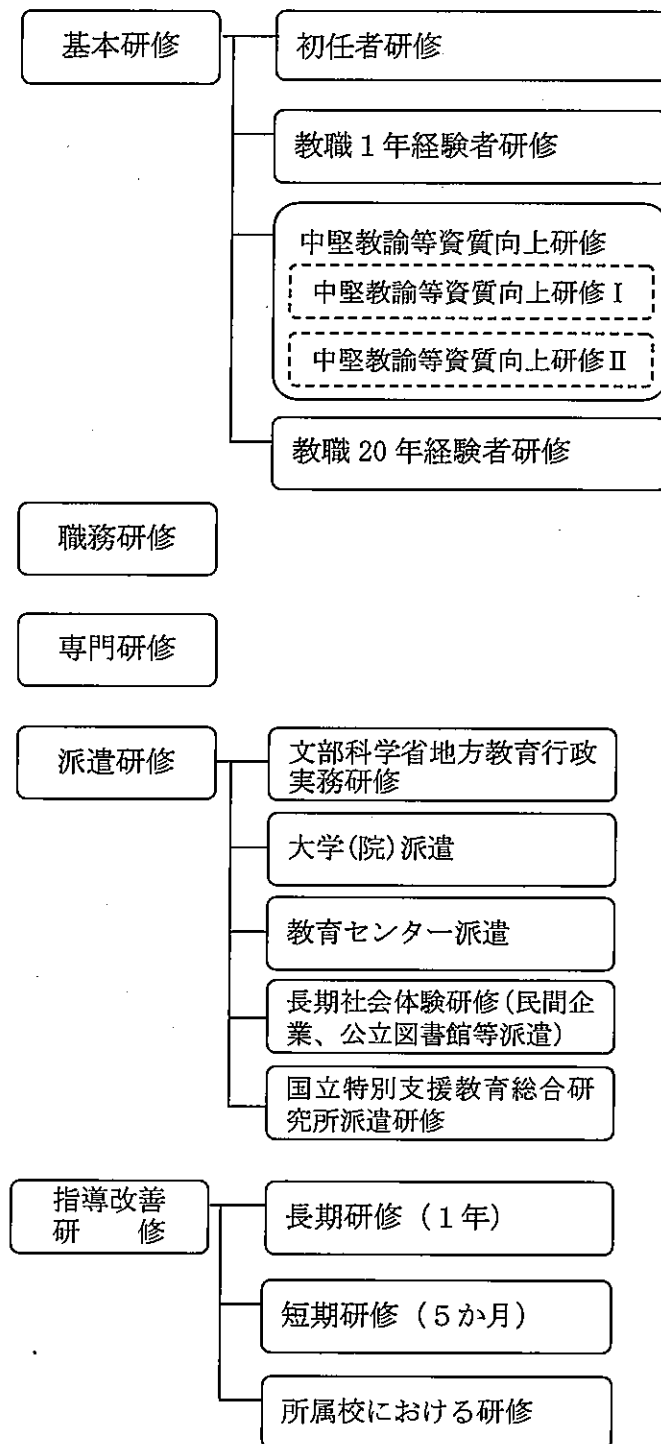 基本研修
初任者研修
教職1年経験者研修
中堅教諭等資質向上研修
中堅教諭等資質向上研修Ⅰ
中堅教諭等資質向上研修Ⅱ
教職20年経験者研修
職務研修
専門研修
派遣研修
文部科学省地方教育行政
実務研修
大学(院)派遣
教育センター派遣
長期社会体験研修(民間企
業、公立図書館等派遣)
国立特別支援教育総合研
究所派遣研修
指導改善
研　修
長期研修(1年)
短期研修(5か月)
所属校における研修